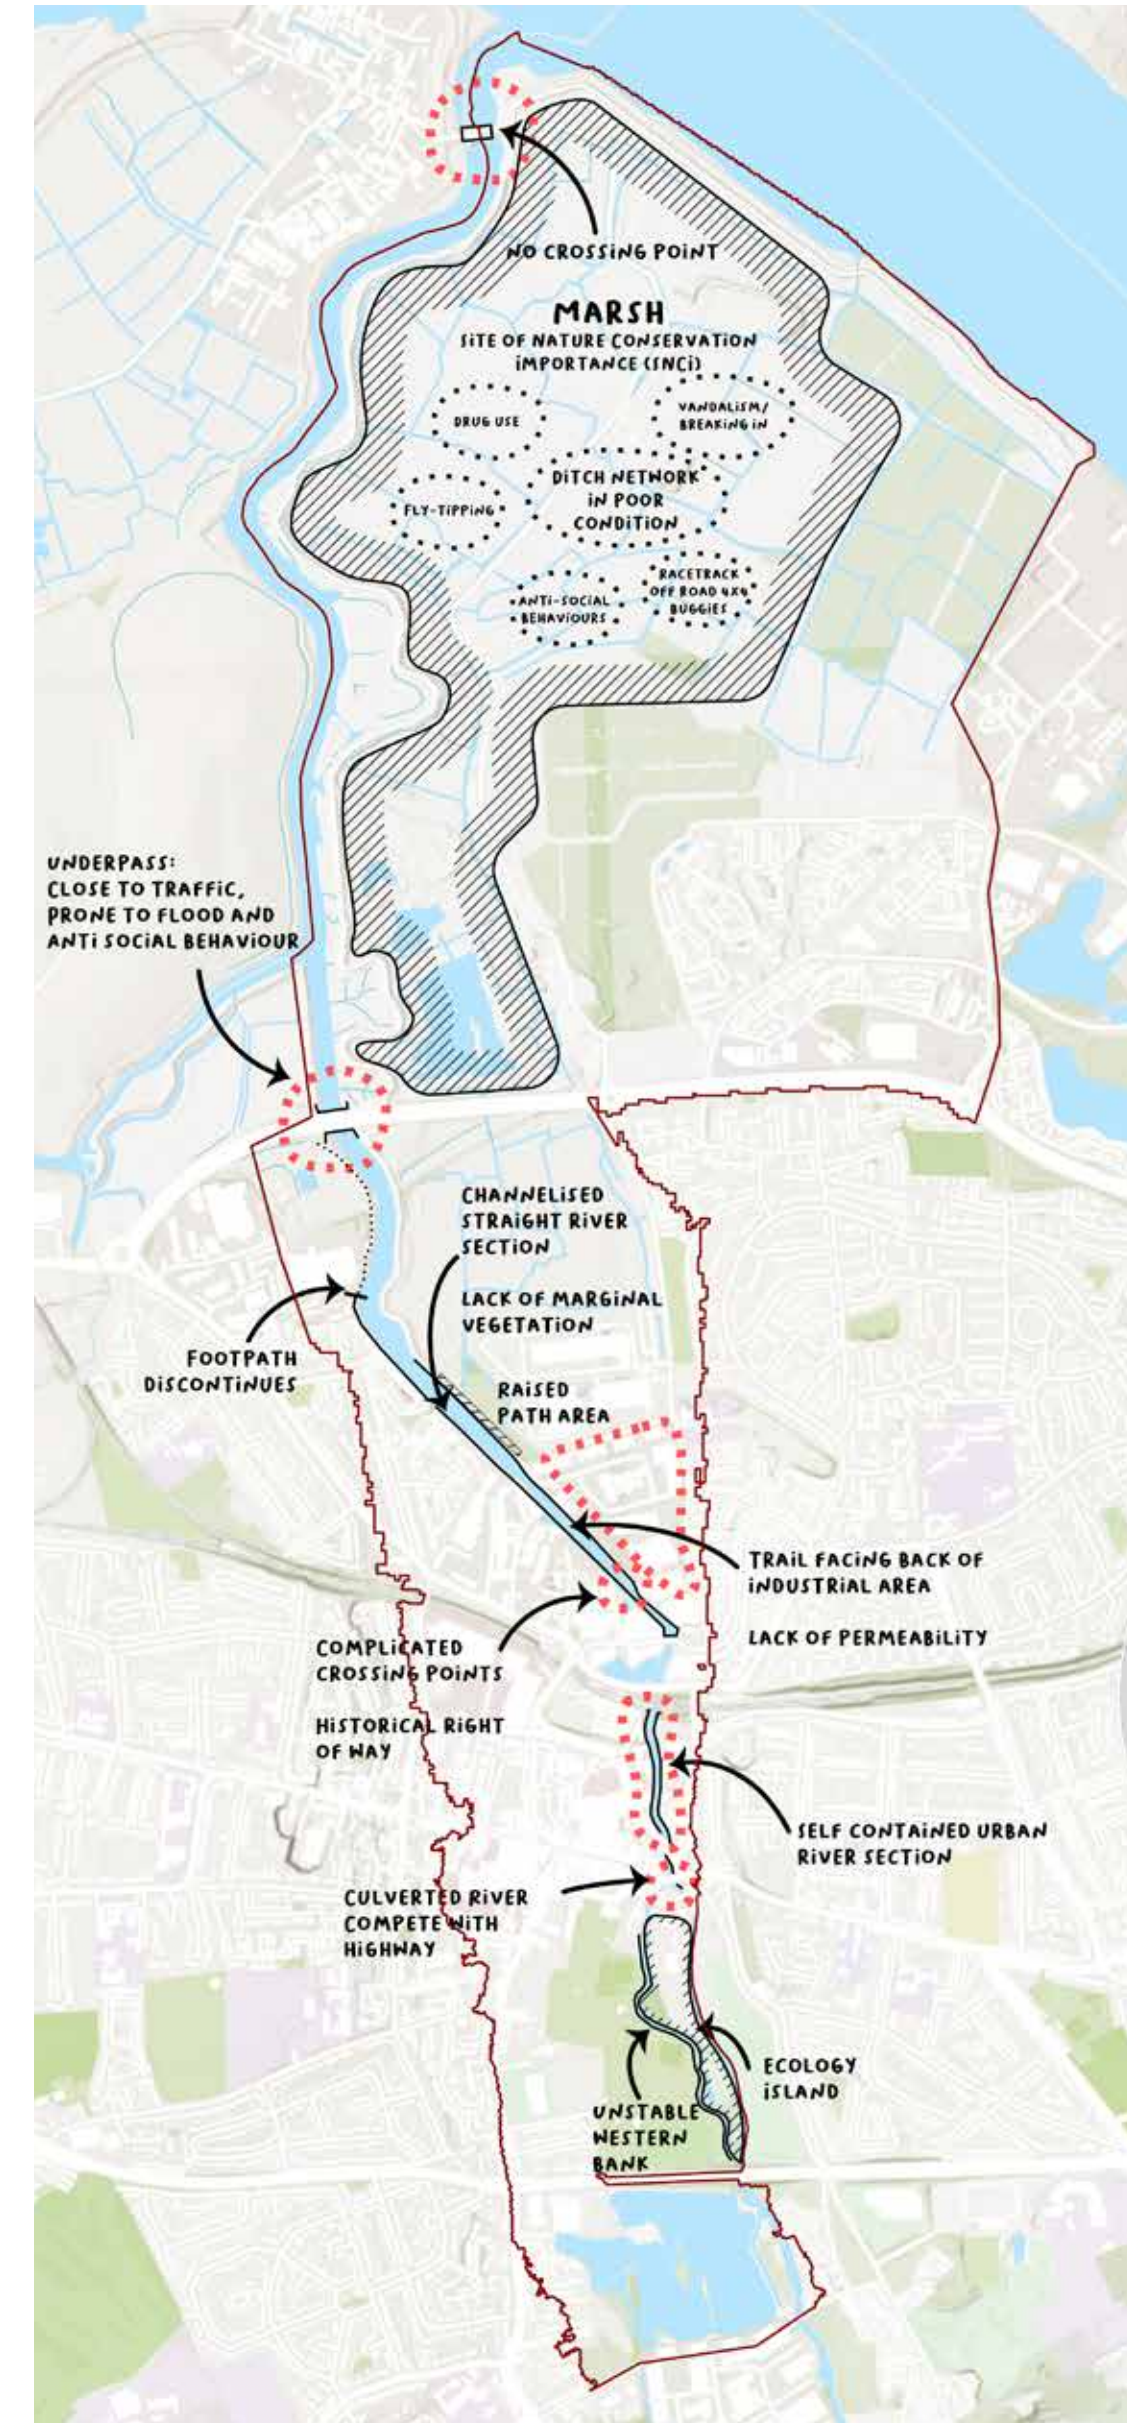 NO CROSSING POINT
MARSH
SITE OF NATURE CONSERVATION
IMPORTANCE (SNCI)
DRUG USE
VANDALISM/
BREAKING IN
DITCH NETWORK
IN POOR
CONDITION
FLY-TIPPING
RACETRACK
OFF ROAD 4X4
BUGGIES
ANTI-SOCIAL
BEHAVIOURS
UNDERPASS:
CLOSE TO TRAFFIC,
PRONE TO FLOOD AND
ANTI SOCIAL BEHAVIOUR
CHANNELISED
STRAIGHT RIVER
SECTION
LACK OF MARGINAL
VEGETATION
FOOTPATH
DISCONTINUES
RAISED
PATH AREA
TRAIL FACING BACK OF
INDUSTRIAL AREA
LACK OF PERMEABILITY
COMPLICATED
CROSSING POINTS
HISTORICAL RIGHT
OF WAY
SELF CONTAINED URBAN
RIVER SECTION
CULVERTED RIVER
COMPETE WITH
HIGHWAY
ECOLOGY
ISLAND
UNSTABLE
WESTERN
BANK